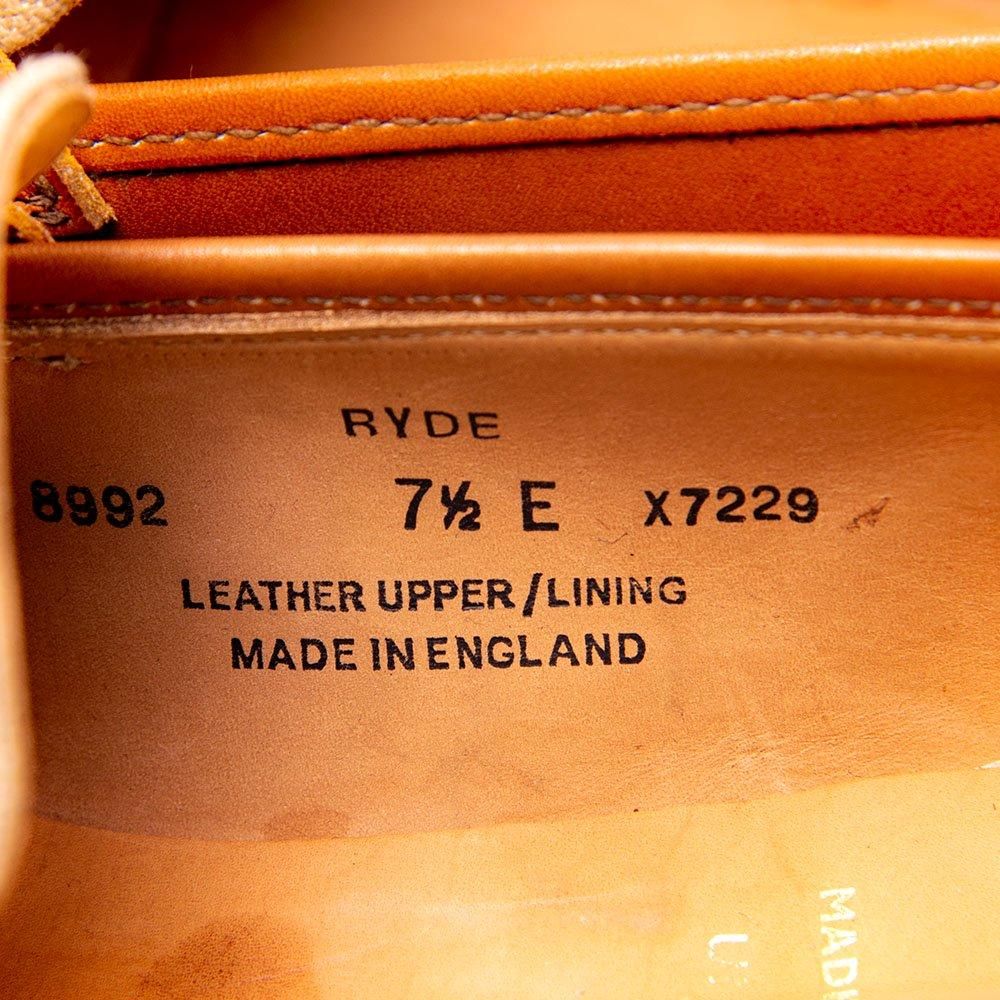 RYDE
8992 7½ E X7229
LEATHER UPPER/LINING
MADE IN ENGLAND